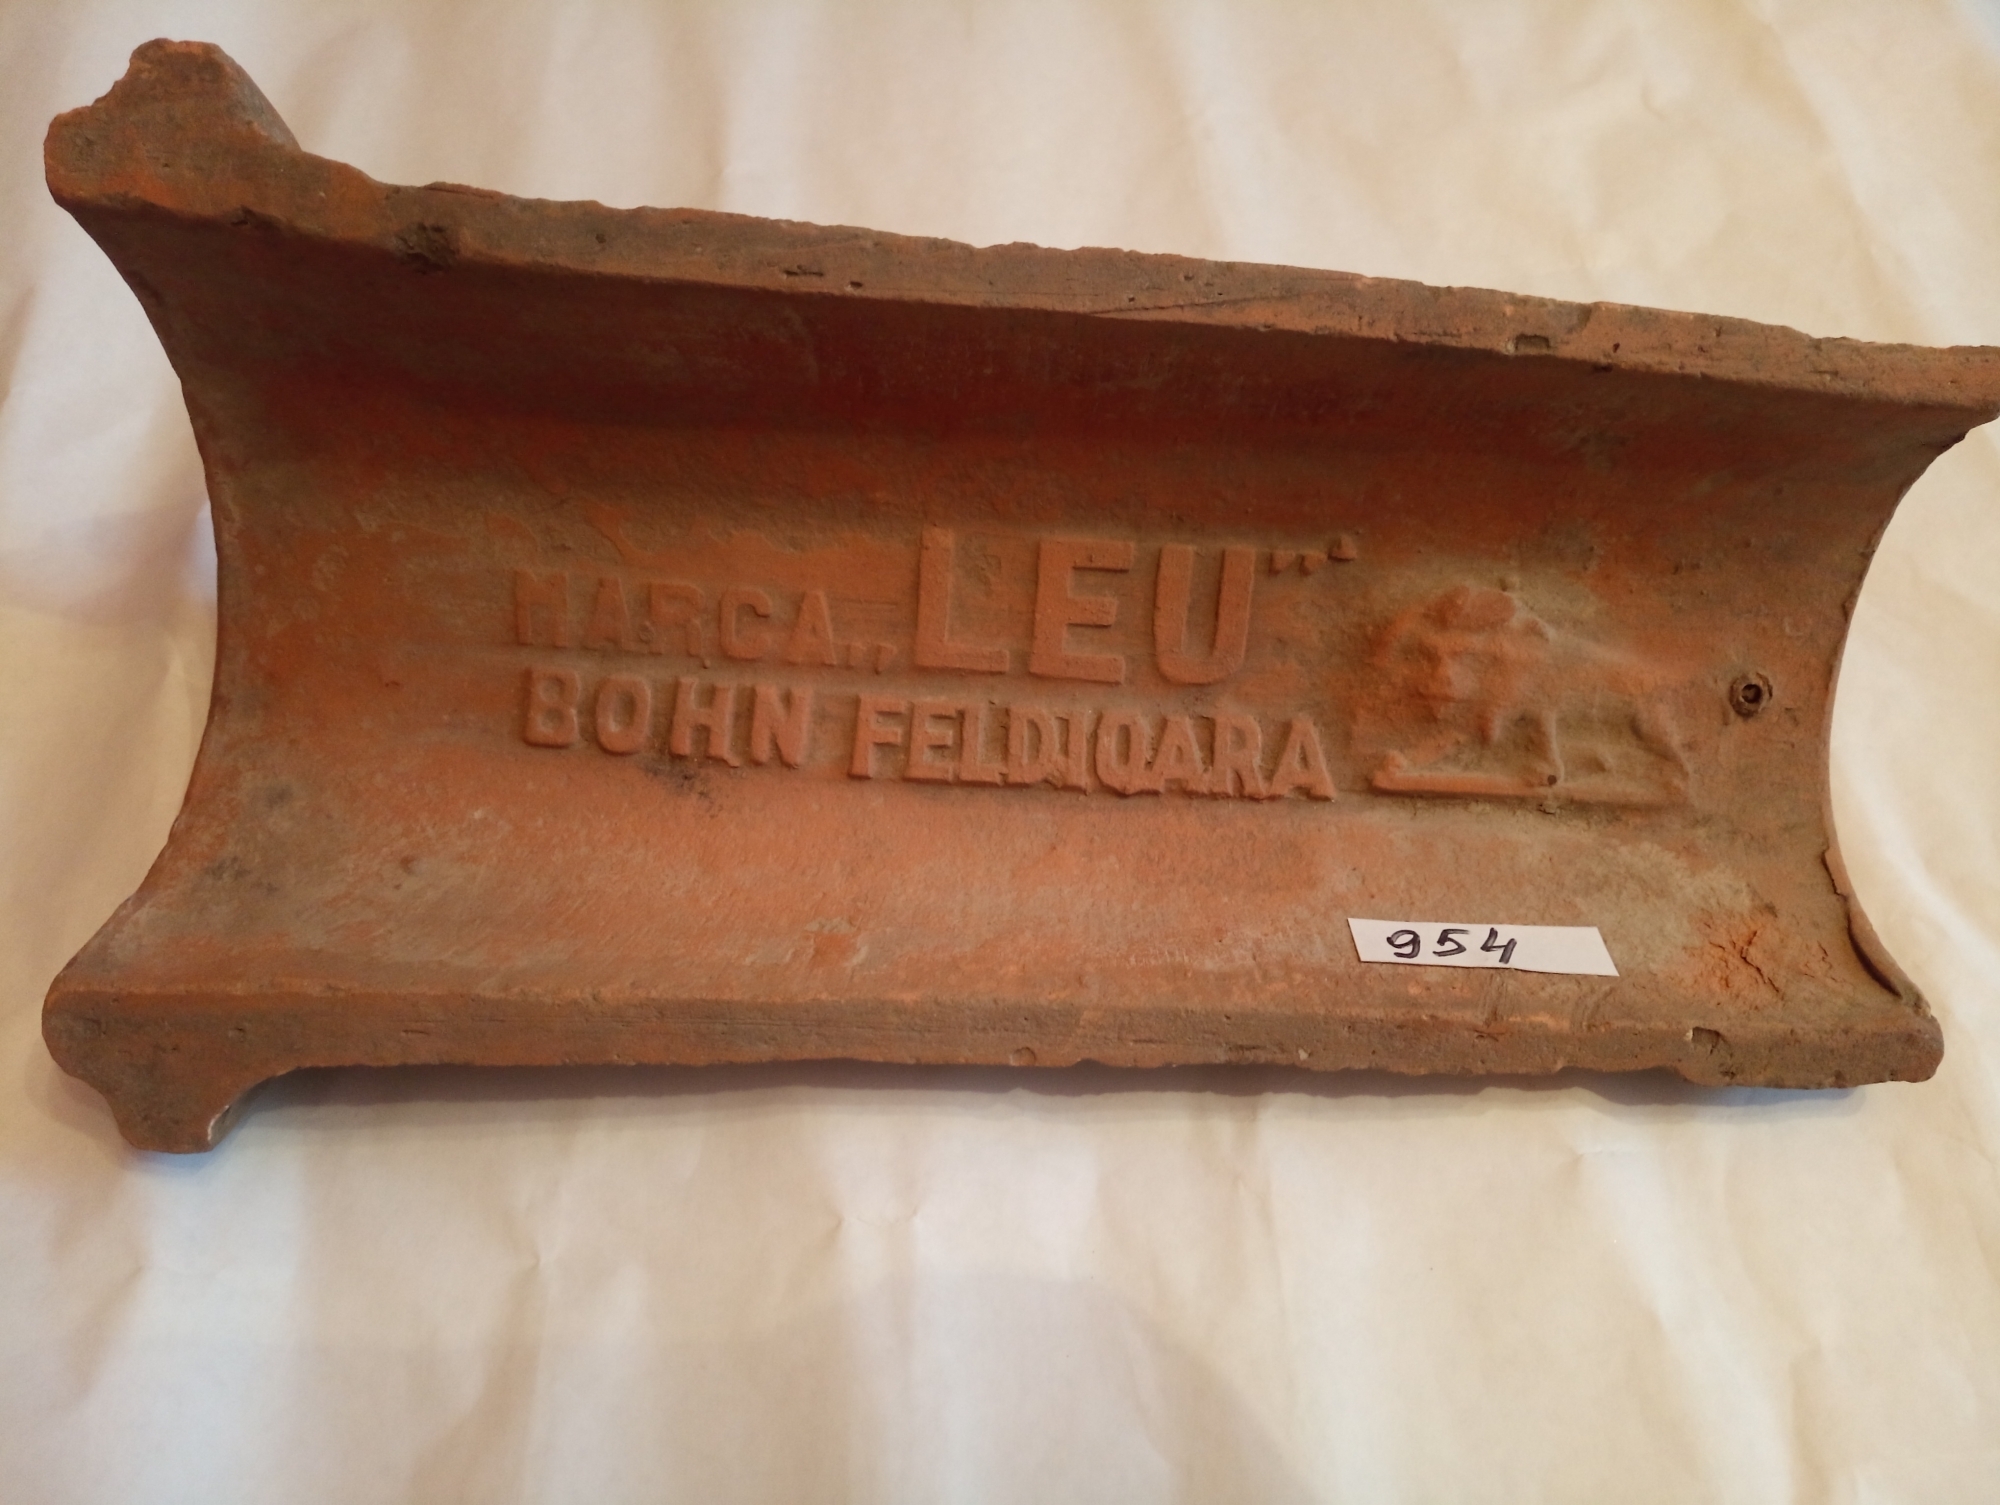 MARCA „LEU"
BOHN FELDIOARA
954